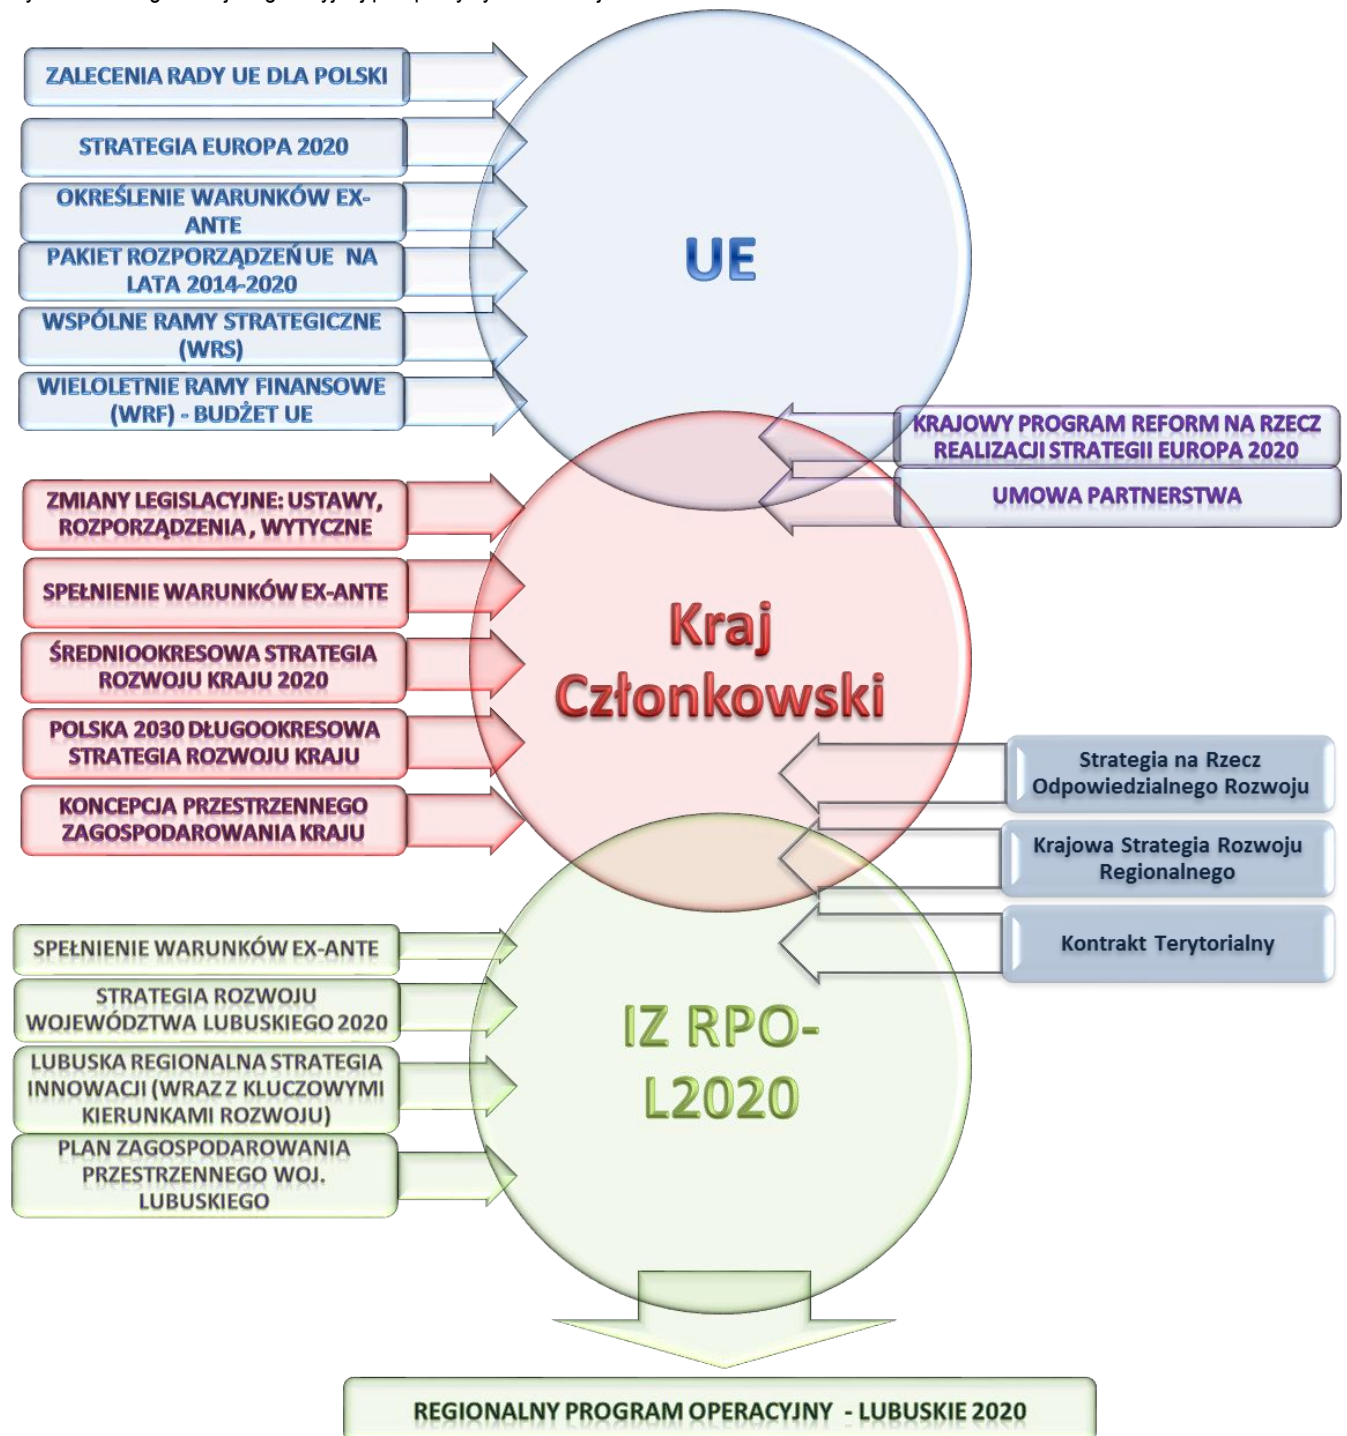 ZALECENIA RADY UE DLA POLSKI
STRATEGIA EUROPA 2020
OKREŚLENIE WARUNKÓW EX-
ANTE
PAKIET ROZPORZĄDZEŃ UE NA
LATA 2014-2020
WSPÓLNE RAMY STRATEGICZNE
(WRS)
WIELOLETNIE RAMY FINANSOWE
(WRF) - BUDŻET UE
UE
KRAJOWY PROGRAM REFORM NA RZECZ
REALIZACJI STRATEGII EUROPA 2020
UMOWA PARTNERSTWA
ZMIANY LEGISLACYJNE: USTAWY,
ROZPORZĄDZENIA , WYTYCZNE
SPEŁNIENIE WARUNKÓW EX-ANTE
ŚREDNIOOKRESOWA STRATEGIA
ROZWOJU KRAJU 2020
POLSKA 2030 DŁUGOOKRESOWA
STRATEGIA ROZWOJU KRAJU
KONCEPCJA PRZESTRZENNEGO
ZAGOSPODAROWANIA KRAJU
Kraj
Członkowski
Strategia na Rzecz
Odpowiedzialnego Rozwoju
Krajowa Strategia Rozwoju
Regionalnego
Kontrakt Terytorialny
SPEŁNIENIE WARUNKÓW EX-ANTE
STRATEGIA ROZWOJU
WOJEWÓDZTWA LUBUSKIEGO 2020
LUBUSKA REGIONALNA STRATEGIA
INNOWACJI (WRAZ Z KLUCZOWYMI
KIERUNKAMI ROZWOJU)
PLAN ZAGOSPODAROWANIA
PRZESTRZENNEGO WOJ.
LUBUSKIEGO
IZ RPO-
L2020
REGIONALNY PROGRAM OPERACYJNY - LUBUSKIE 2020